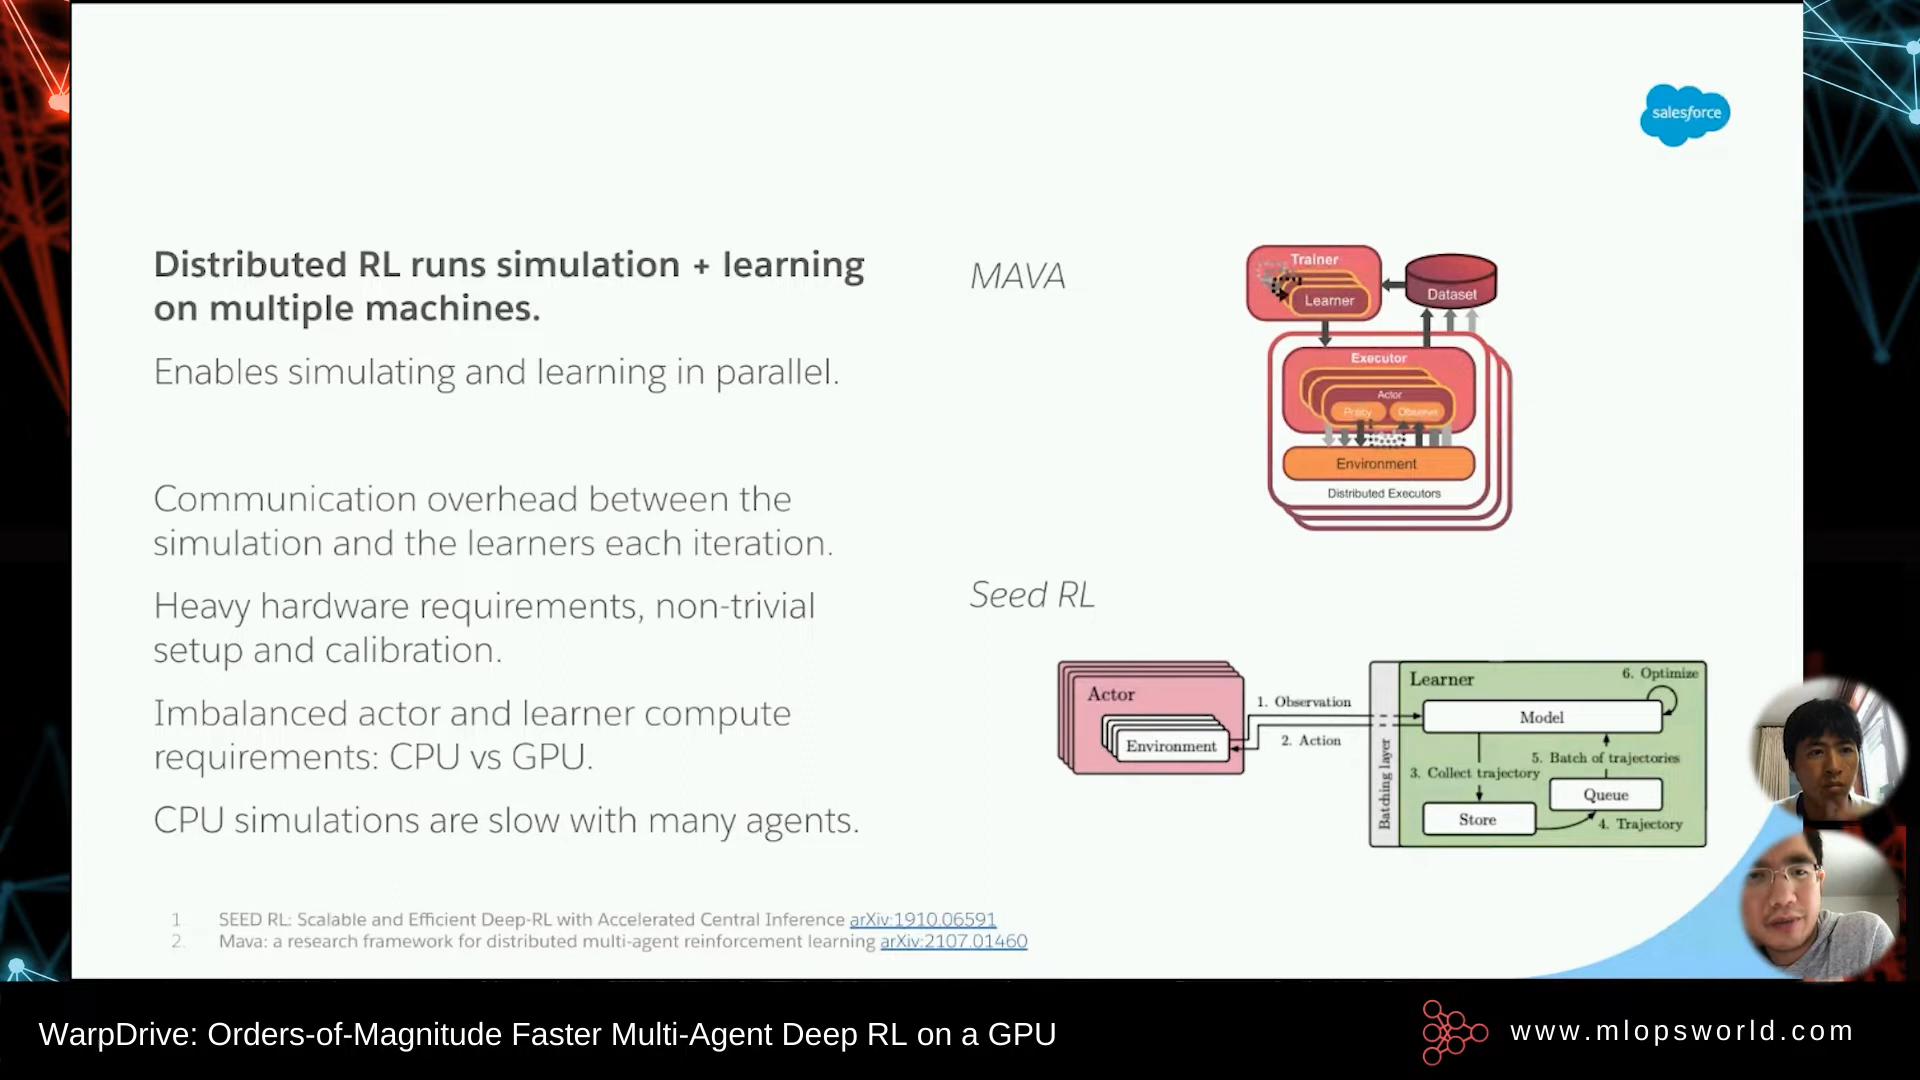 salesforce
Distributed RL runs simulation + learning
on multiple machines.
Enables simulating and learning in parallel.
Communication overhead between the
simulation and the learners each iteration.
Heavy hardware requirements, non-trivial
setup and calibration.
Imbalanced actor and learner compute
requirements: CPU vs GPU.
CPU simulations are slow with many agents.
MAVA
Trainer
Learner
Dataset
Executor
Actor
Policy
Observe
Environment
Distributed Executors
Seed RL
Actor
Environment
1. Observation
2. Action
Batching layer
Learner
6. Optimize
Model
5. Batch of trajectories
3. Collect trajectory
Queue
Store
4. Trajectory
1. SEED RL: Scalable and Efficient Deep-RL with Accelerated Central Inference arXiv:1910.06591
2. Mava: a research framework for distributed multi-agent reinforcement learning arXiv:2107.01460
WarpDrive: Orders-of-Magnitude Faster Multi-Agent Deep RL on a GPU
www.mlopsworld.com